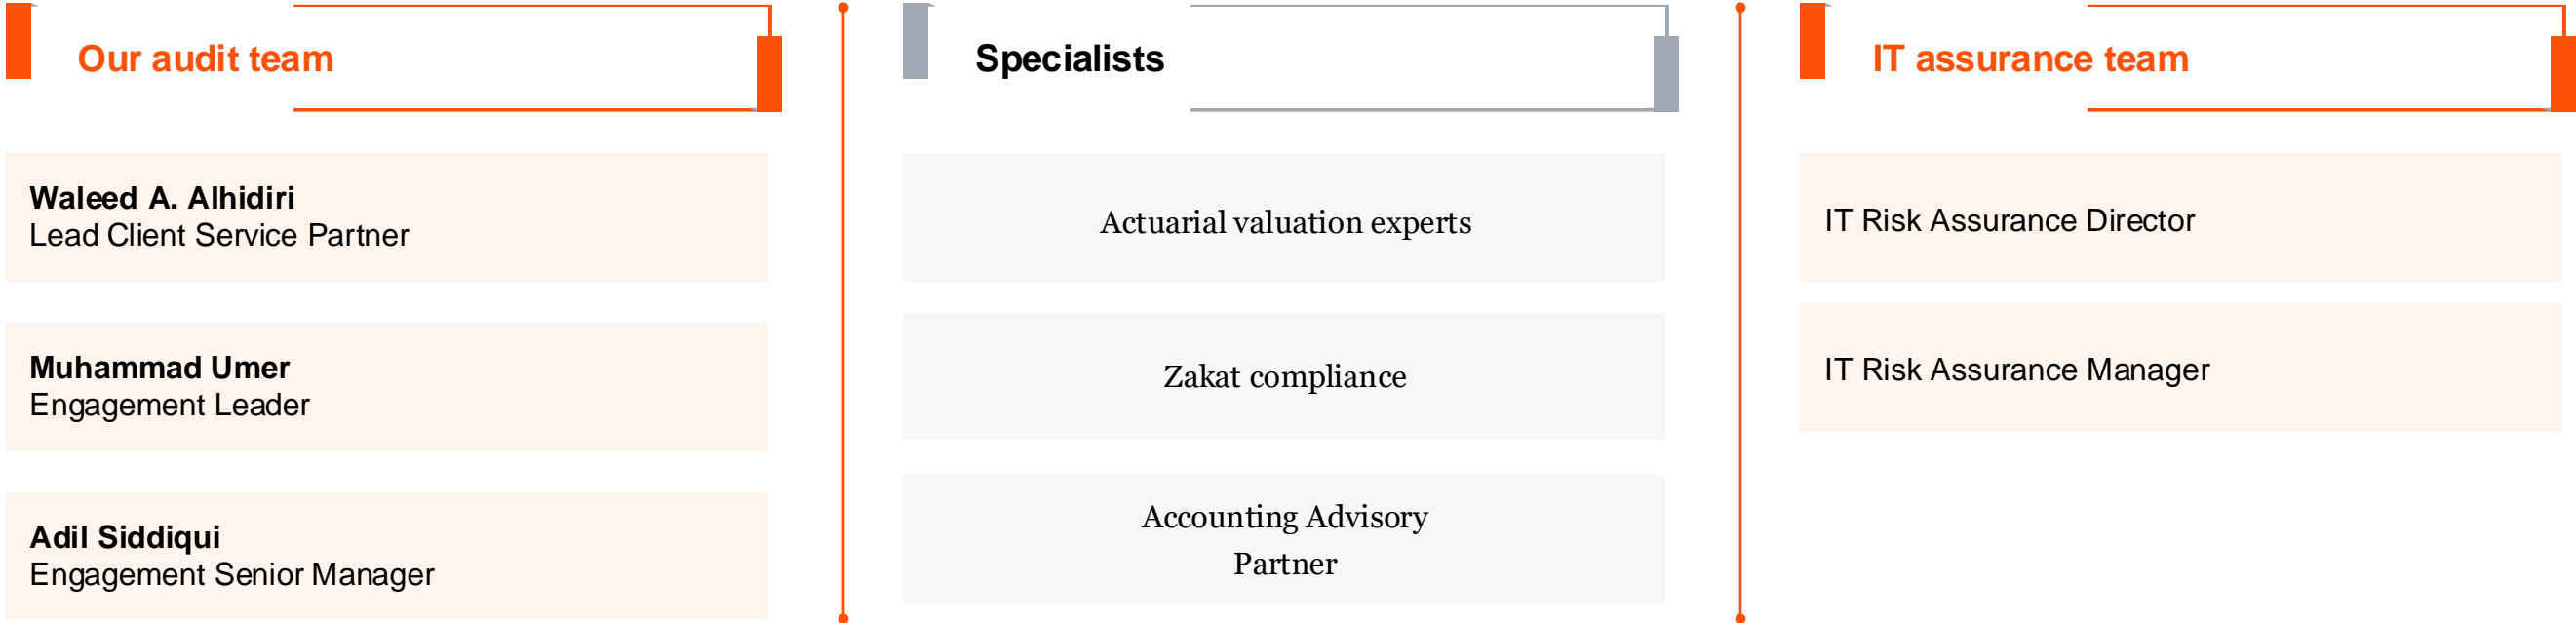 Our audit team
Waleed A. Alhidiri
Lead Client Service Partner
Muhammad Umer
Engagement Leader
Adil Siddiqui
Engagement Senior Manager
Specialists
Actuarial valuation experts
Zakat compliance
Accounting Advisory
Partner
IT assurance team
IT Risk Assurance Director
IT Risk Assurance Manager